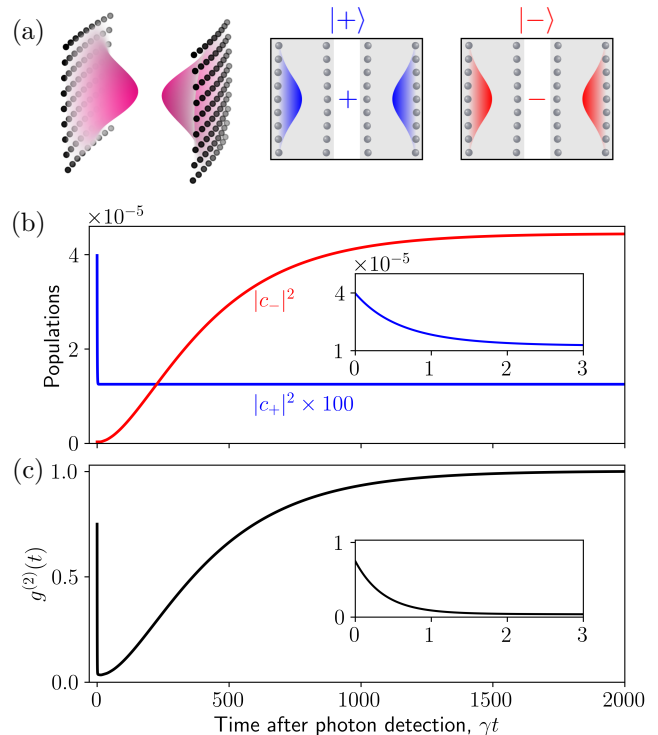 (a)
|+⟩
|−⟩
+
−
(b)
×10⁻⁵
Populations
4
2
0
|c₋|²
|c₊|² × 100
×10⁻⁵
4
1
0 1 2 3
(c)
g⁽²⁾(t)
1.0
0.5
0.0
1
0
0 1 2 3
0 500 1000 1500 2000
Time after photon detection, γt